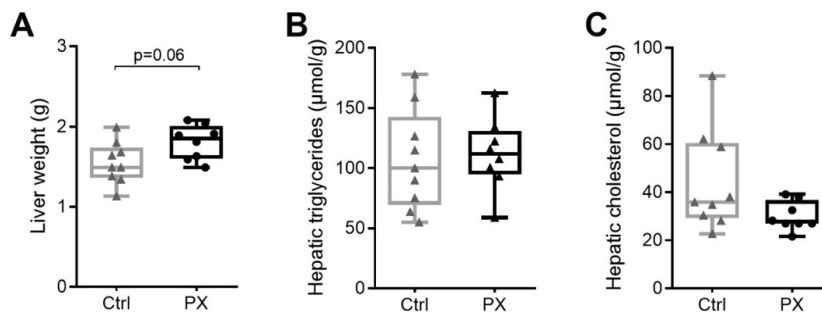 A
Liver weight (g)
3
2
1
0
p=0.06
Ctrl PX
B
Hepatic triglycerides (μmol/g)
200
150
100
50
0
Ctrl PX
C
Hepatic cholesterol (μmol/g)
100
80
60
40
20
0
Ctrl PX